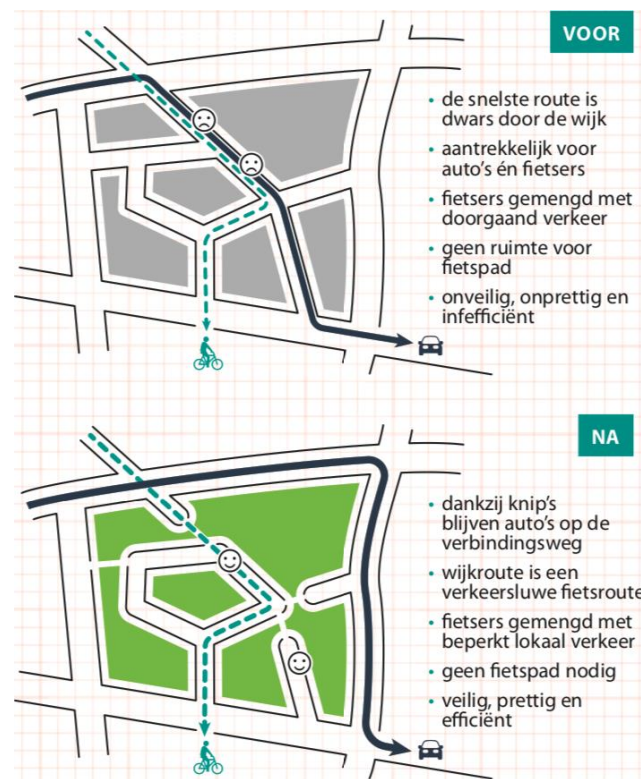 VOOR
• de snelste route is
dwars door de wijk
• aantrekkelijk voor
auto's én fietsers
• fietsers gemengd met
doorgaand verkeer
• geen ruimte voor
fietspad
• onveilig, onprettig en
infefficiënt
NA
• dankzij knip's
blijven auto's op de
verbindingsweg
• wijkroute is een
verkeersluwe fietsroute
• fietsers gemengd met
beperkt lokaal verkeer
• geen fietspad nodig
• veilig, prettig en
efficiënt